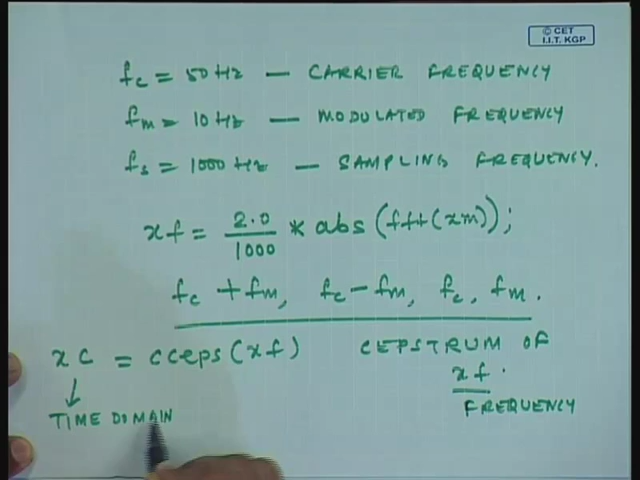 © CET
I.I.T. KGP
fc = 50 Hz — CARRIER FREQUENCY
fm = 10 Hz — MODULATED FREQUENCY
fs = 1000 Hz — SAMPLING FREQUENCY.
xf = 2.0/1000 * abs (fft (xm));
fc + fm, fc - fm, fc, fm.
xc = cceps (xf) CEPSTRUM OF
xf.
↓
TIME DOMAIN FREQUENCY